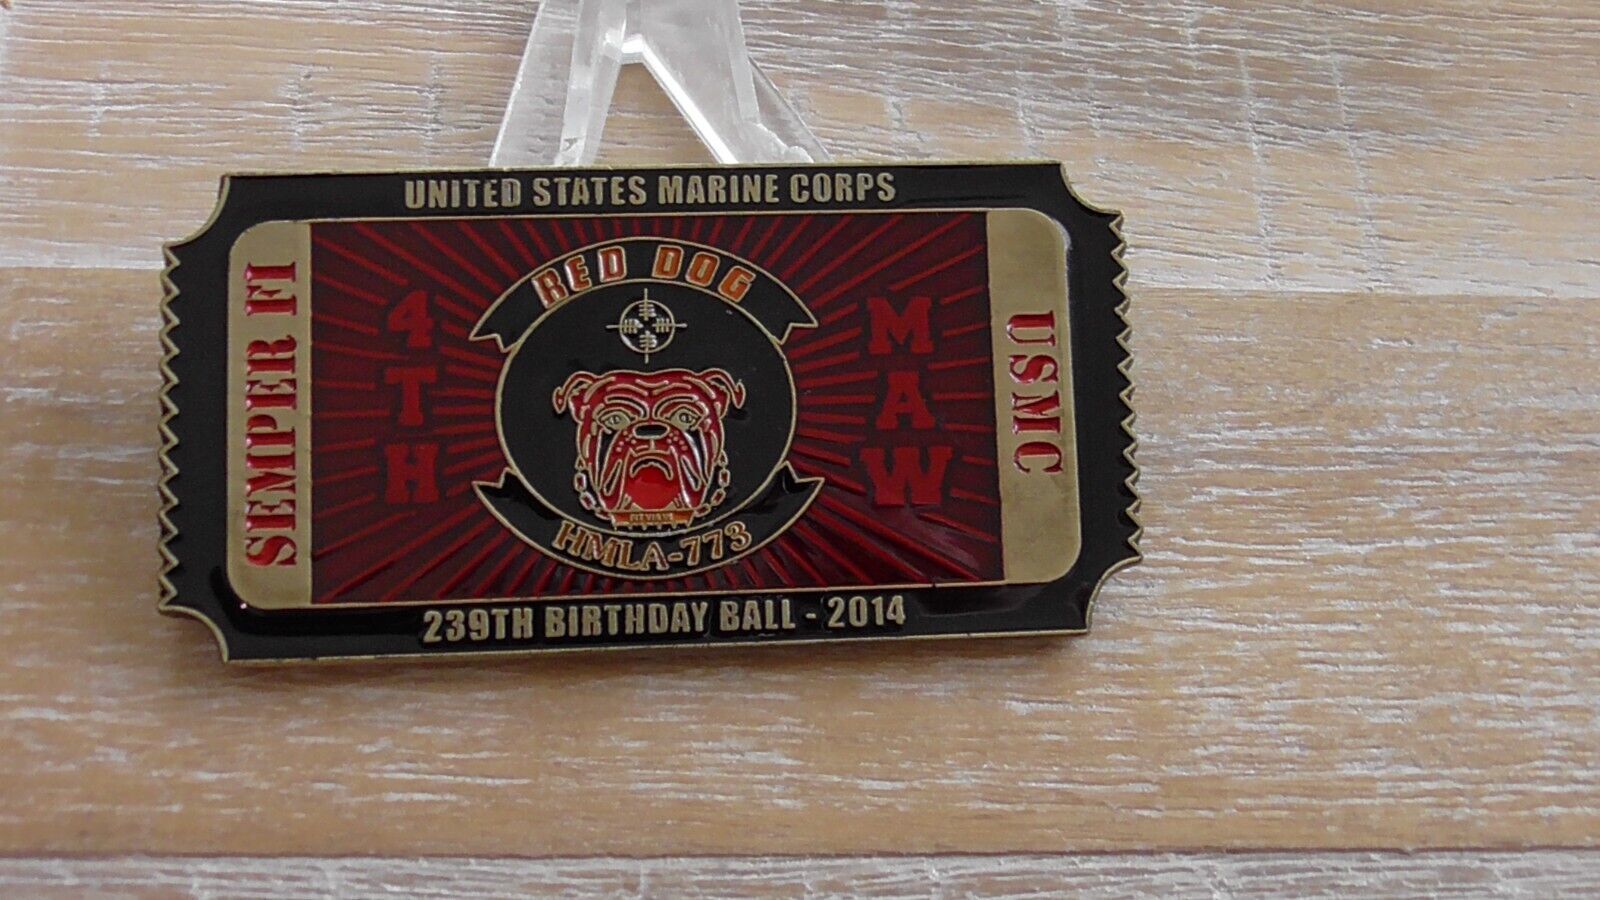 UNITED STATES MARINE CORPS
SEMPER FI
4TH
RED DOG
MAW
USMC
HMLA-773
239TH BIRTHDAY BALL - 2014